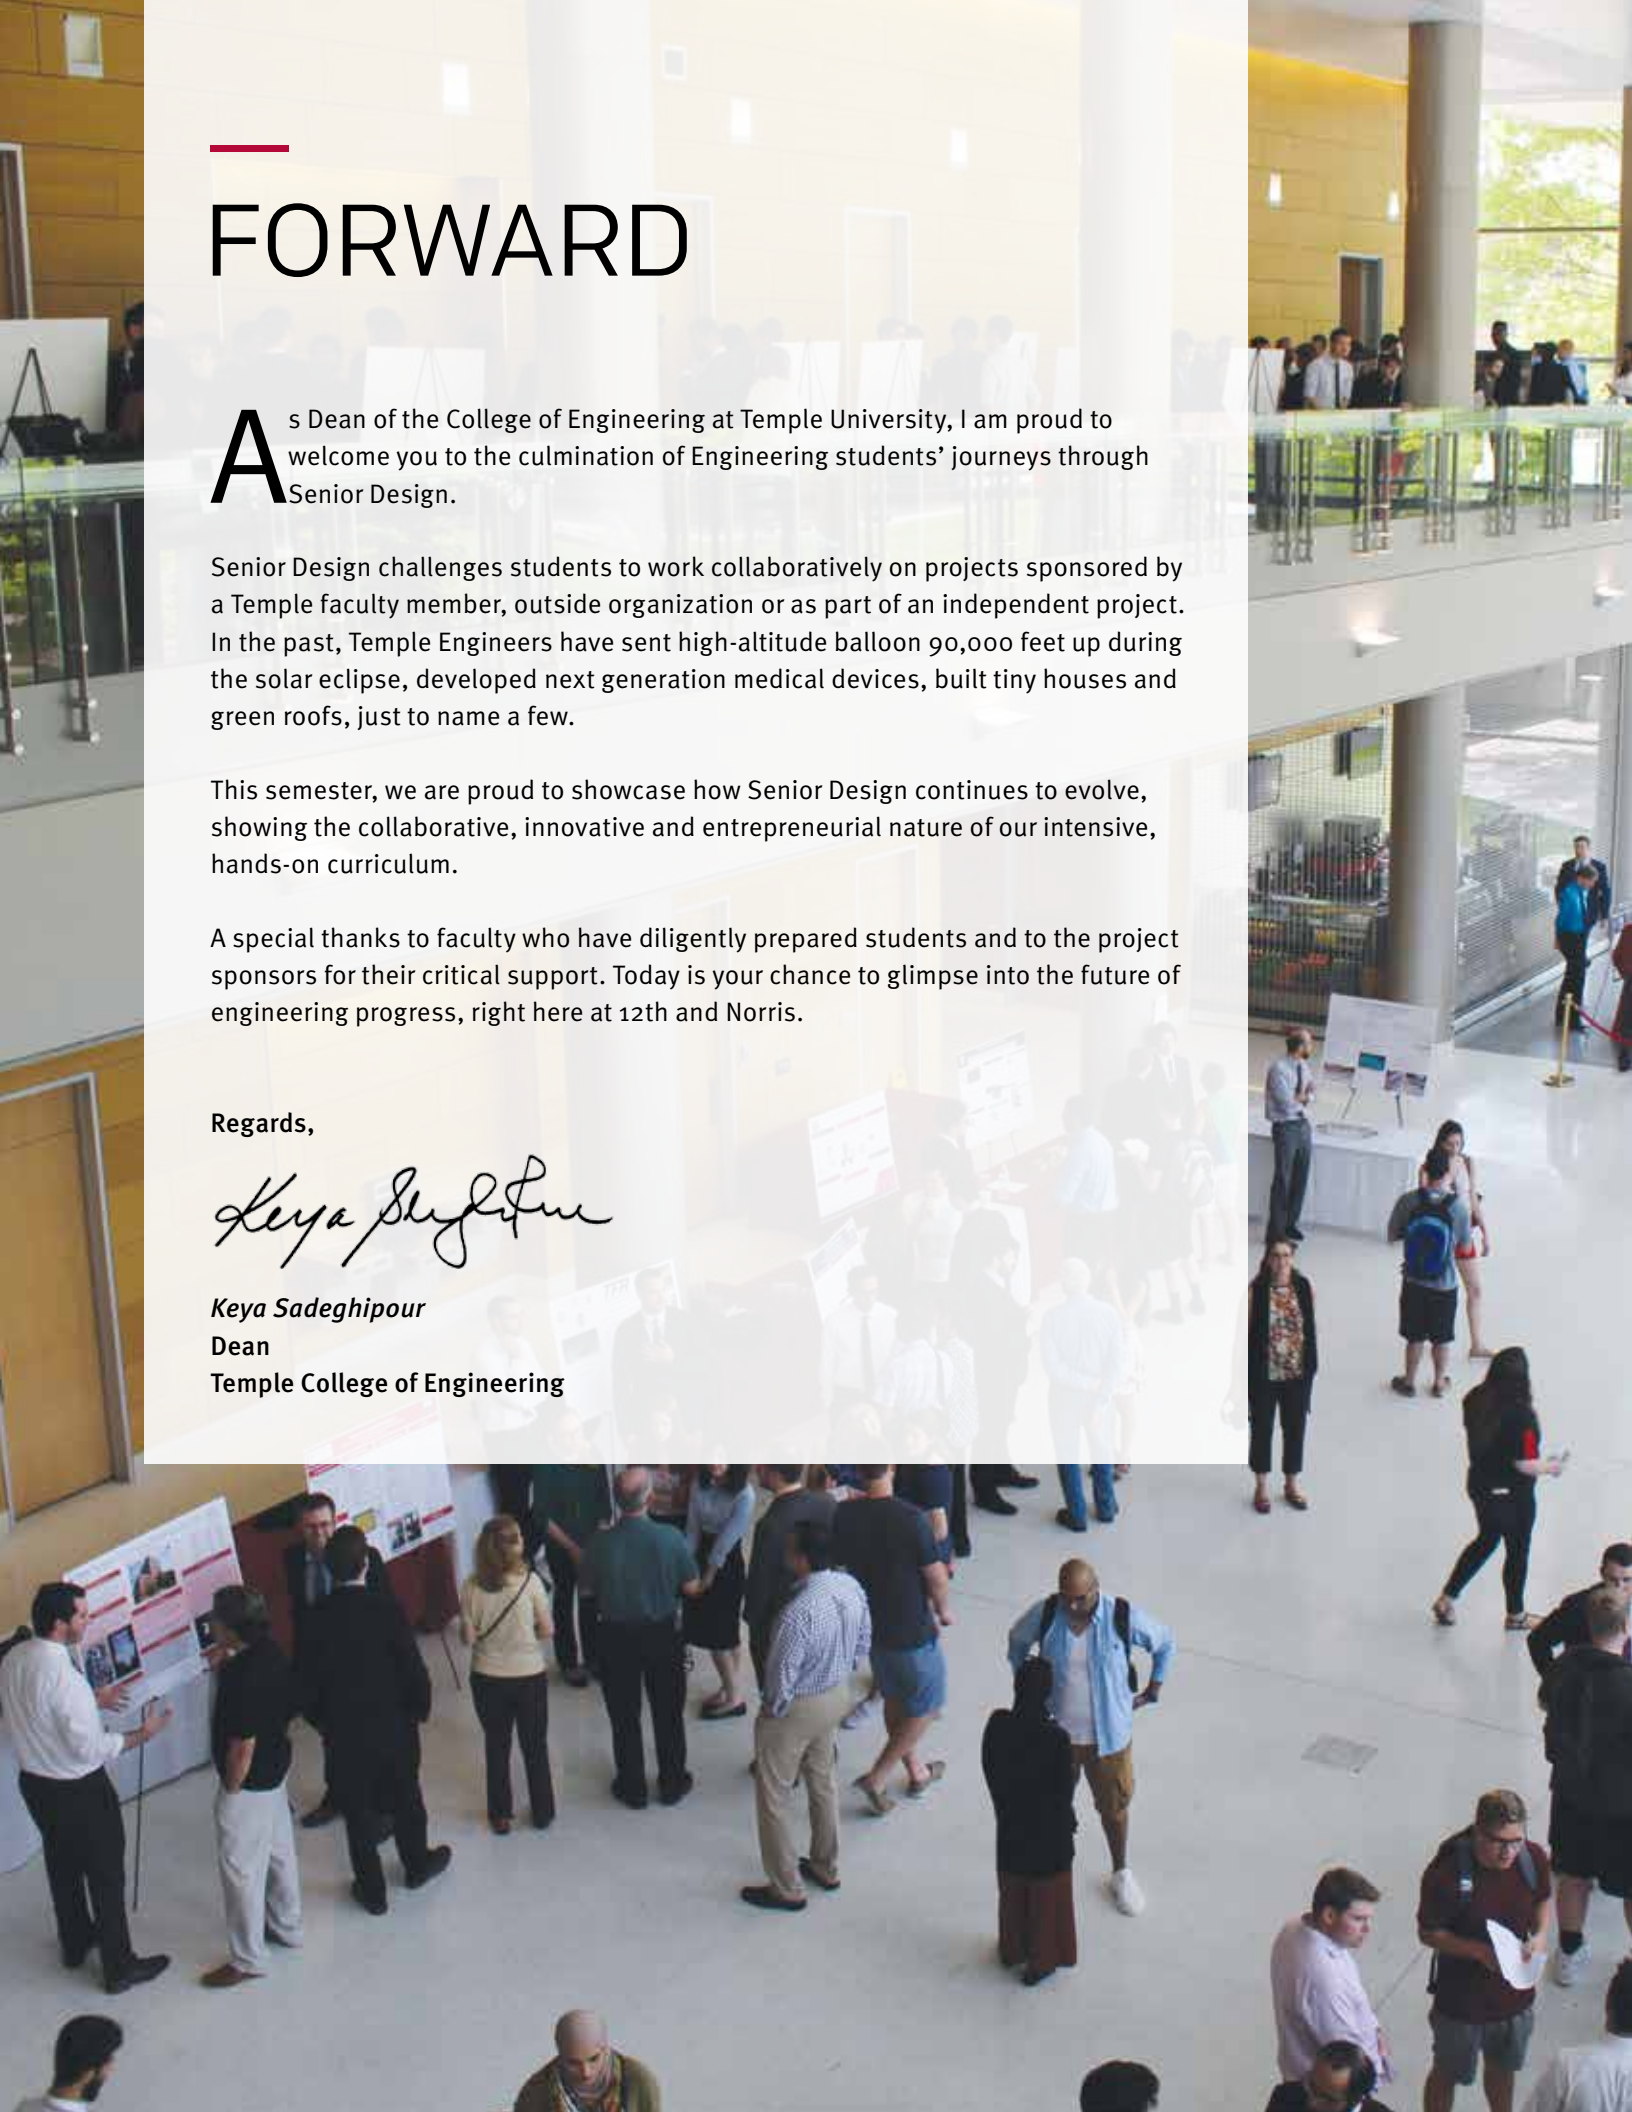 FORWARD
As Dean of the College of Engineering at Temple University, I am proud to
welcome you to the culmination of Engineering students’ journeys through
Senior Design.
Senior Design challenges students to work collaboratively on projects sponsored by
a Temple faculty member, outside organization or as part of an independent project.
In the past, Temple Engineers have sent high-altitude balloon 90,000 feet up during
the solar eclipse, developed next generation medical devices, built tiny houses and
green roofs, just to name a few.
This semester, we are proud to showcase how Senior Design continues to evolve,
showing the collaborative, innovative and entrepreneurial nature of our intensive,
hands-on curriculum.
A special thanks to faculty who have diligently prepared students and to the project
sponsors for their critical support. Today is your chance to glimpse into the future of
engineering progress, right here at 12th and Norris.
Regards,
Keya Sadeghipour
Dean
Temple College of Engineering